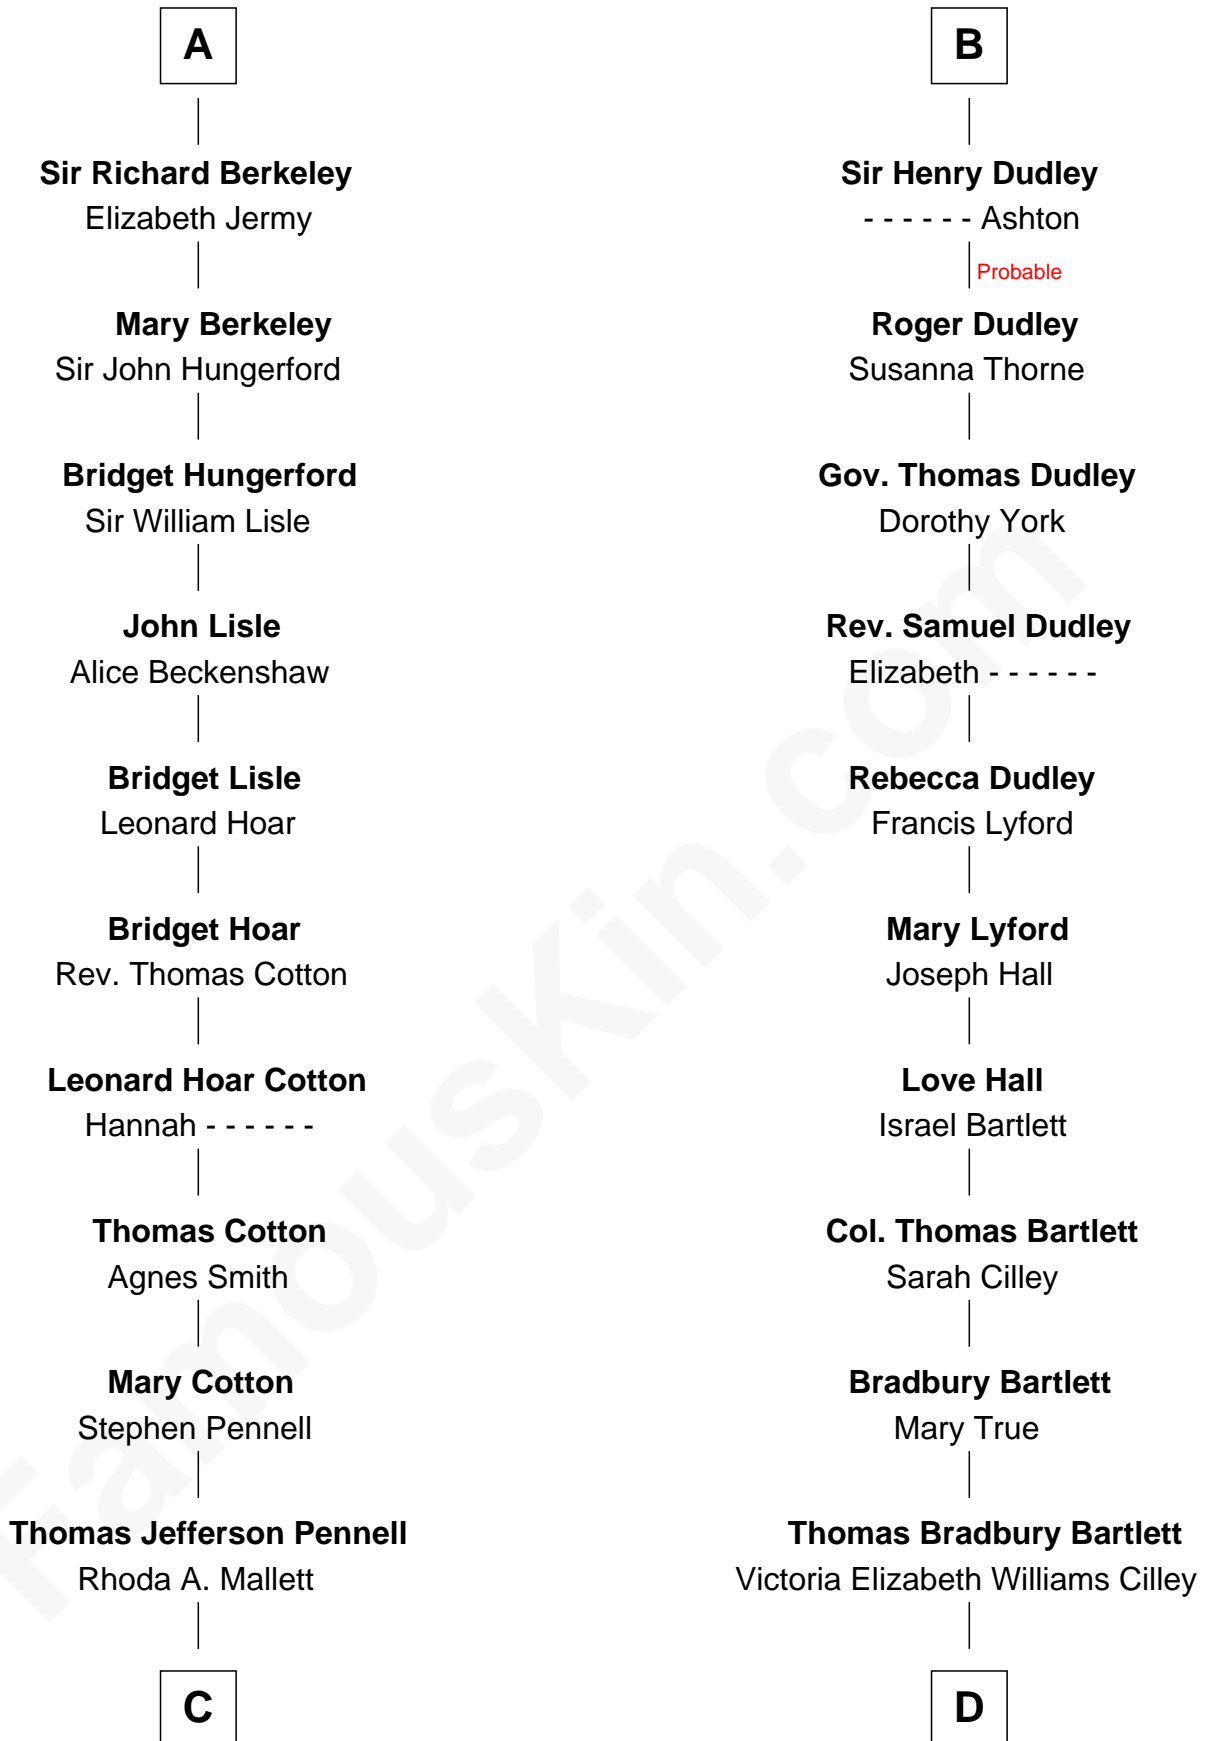 A
Sir Richard Berkeley
Elizabeth Jermy
Mary Berkeley
Sir John Hungerford
Bridget Hungerford
Sir William Lisle
John Lisle
Alice Beckenshaw
Bridget Lisle
Leonard Hoar
Bridget Hoar
Rev. Thomas Cotton
Leonard Hoar Cotton
Hannah - - - - - -
Thomas Cotton
Agnes Smith
Mary Cotton
Stephen Pennell
Thomas Jefferson Pennell
Rhoda A. Mallett
C
B
Sir Henry Dudley
- - - - - - Ashton
Probable
Roger Dudley
Susanna Thorne
Gov. Thomas Dudley
Dorothy York
Rev. Samuel Dudley
Elizabeth - - - - - -
Rebecca Dudley
Francis Lyford
Mary Lyford
Joseph Hall
Love Hall
Israel Bartlett
Col. Thomas Bartlett
Sarah Cilley
Bradbury Bartlett
Mary True
Thomas Bradbury Bartlett
Victoria Elizabeth Williams Cilley
D
FamousKin.com